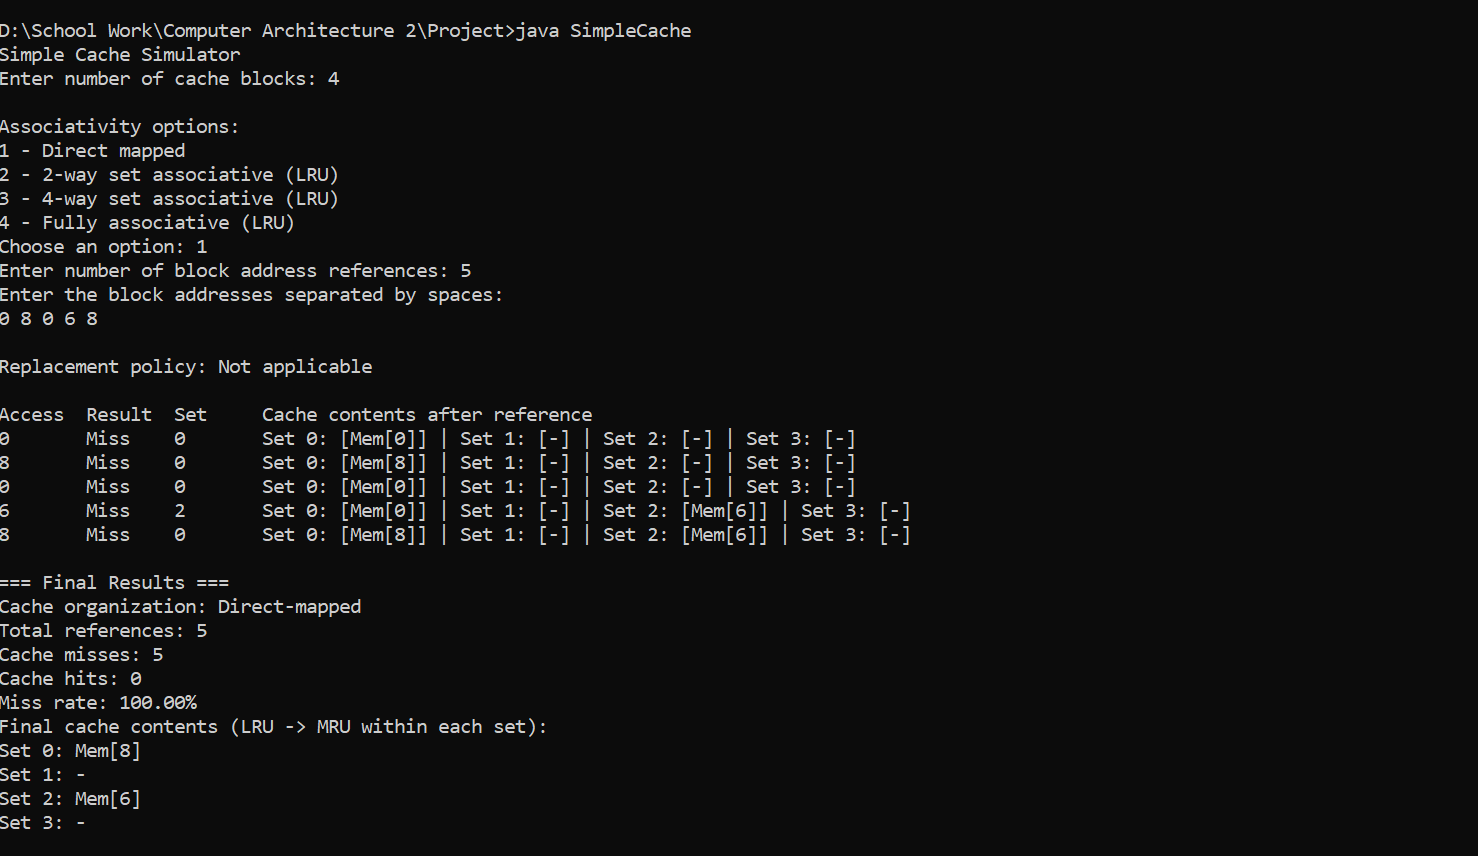 D:\School Work\Computer Architecture 2\Project>java SimpleCache
Simple Cache Simulator
Enter number of cache blocks: 4
Associativity options:
1 - Direct mapped
2 - 2-way set associative (LRU)
3 - 4-way set associative (LRU)
4 - Fully associative (LRU)
Choose an option: 1
Enter number of block address references: 5
Enter the block addresses separated by spaces:
0 8 0 6 8
Replacement policy: Not applicable
Access  Result  Set     Cache contents after reference
0       Miss    0       Set 0: [Mem[0]] | Set 1: [-] | Set 2: [-] | Set 3: [-]
8       Miss    0       Set 0: [Mem[8]] | Set 1: [-] | Set 2: [-] | Set 3: [-]
0       Miss    0       Set 0: [Mem[0]] | Set 1: [-] | Set 2: [-] | Set 3: [-]
6       Miss    2       Set 0: [Mem[0]] | Set 1: [-] | Set 2: [Mem[6]] | Set 3: [-]
8       Miss    0       Set 0: [Mem[8]] | Set 1: [-] | Set 2: [Mem[6]] | Set 3: [-]
=== Final Results ===
Cache organization: Direct-mapped
Total references: 5
Cache misses: 5
Cache hits: 0
Miss rate: 100.00%
Final cache contents (LRU -> MRU within each set):
Set 0: Mem[8]
Set 1: -
Set 2: Mem[6]
Set 3: -